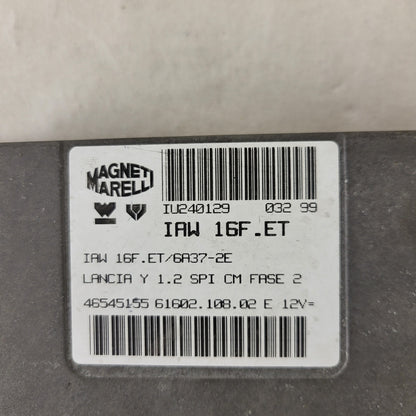 MAGNETI
MARELLI
IU240129 032 99
IAW 16F.ET
IAW 16F.ET/6A37-2E
LANCIA Y 1.2 SPI CM FASE 2
46545155 61602.108.02 E 12V=